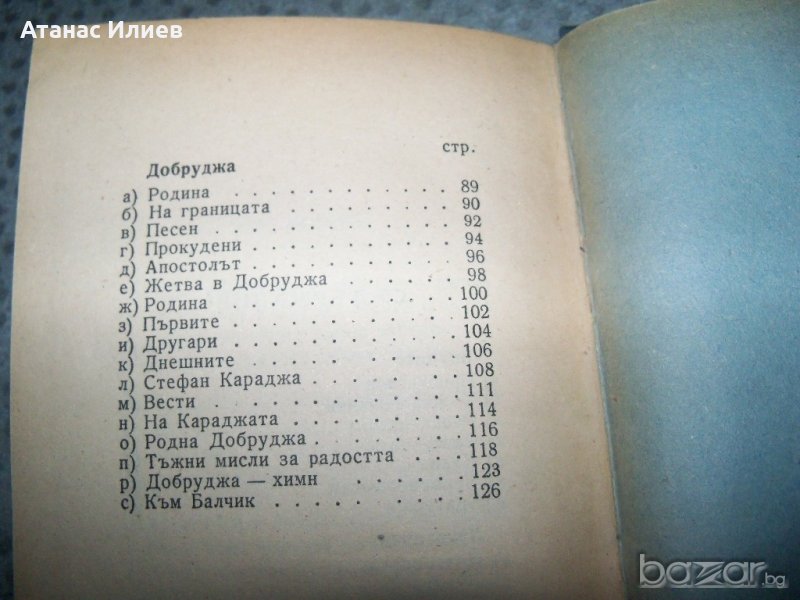 Атанас Илиев
стр.
Добруджа
а) Родина . . . . . . . . . . . . 89
б) На границата . . . . . . . . . 90
в) Песен . . . . . . . . . . . . 92
г) Прокудени . . . . . . . . . . 94
д) Апостолът . . . . . . . . . . 96
е) Жетва в Добруджа . . . . . . . 98
ж) Родина . . . . . . . . . . . 100
з) Първите . . . . . . . . . . . 102
и) Другари . . . . . . . . . . . 104
к) Днешните . . . . . . . . . . 106
л) Стефан Караджа . . . . . . . 108
м) Вести . . . . . . . . . . . . 111
н) На Караджата . . . . . . . . 114
о) Родна Добруджа . . . . . . . . 116
п) Тъжни мисли за радостта . . . . 118
р) Добруджа — химн . . . . . . 123
с) Към Балчик . . . . . . . . . 126
bazar.bg